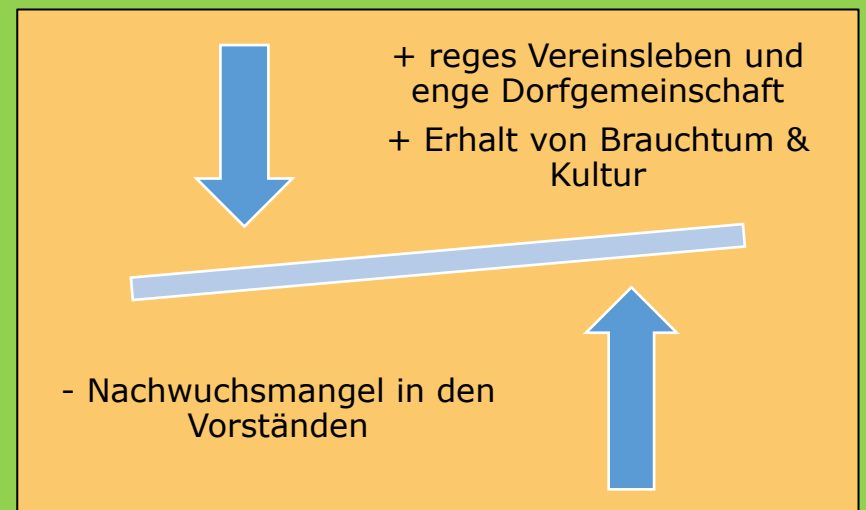 + reges Vereinsleben und
enge Dorfgemeinschaft
+ Erhalt von Brauchtum &
Kultur
- Nachwuchsmangel in den
Vorständen